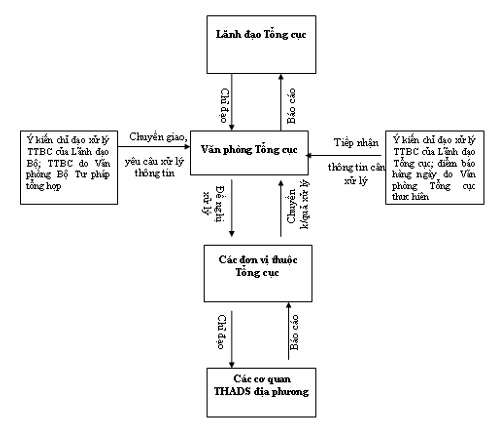 Lãnh đạo Tổng cục
Chỉ đạo
Báo cáo
Ý kiến chỉ đạo xử lý
TTBC của Lãnh đạo
Bộ; TTBC do Văn
phòng Bộ Tư pháp
tổng hợp
Chuyển giao,
yêu cầu xử lý
thông tin
Văn phòng Tổng cục
Tiếp nhận
thông tin cần
xử lý
Ý kiến chỉ đạo xử lý
TTBC của Lãnh đạo
Tổng cục; điểm báo
hàng ngày do Văn
phòng Tổng cục
thực hiện
Đề nghị
xử lý
Chuyển
k/quả xử lý
Các đơn vị thuộc
Tổng cục
Chỉ đạo
Báo cáo
Các cơ quan
THADS địa phương